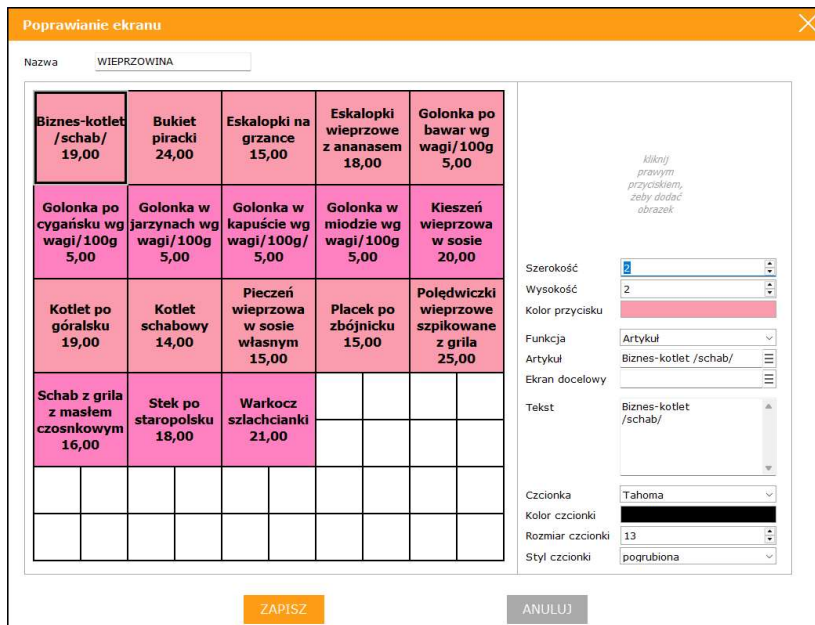 Poprawianie ekranu
Nazwa WIEPRZOWINA
Biznes-kotlet
/schab/
19,00
Bukiet
piracki
24,00
Eskalopki na
grzance
15,00
Eskalopki
wieprzowe
z ananasem
18,00
Golonka po
bawar wg
wagi/100g
5,00
Golonka po
cygańsku wg
wagi/100g
5,00
Golonka w
jarzynach wg
wagi/100g
5,00
Golonka w
kapuście wg
wagi/100g/
5,00
Golonka w
miodzie wg
wagi/100g
5,00
Kieszeń
wieprzowa
w sosie
20,00
Kotlet po
góralsku
19,00
Kotlet
schabowy
14,00
Pieczeń
wieprzowa
w sosie
własnym
15,00
Placek po
zbójnicku
15,00
Polędwiczki
wieprzowe
szpikowane
z grila
25,00
Schab z grila
z masłem
czosnkowym
16,00
Stek po
staropolsku
18,00
Warkocz
szlachcianki
21,00
kliknij
prawym
przyciskiem,
żeby dodać
obrazek
Szerokość 2
Wysokość 2
Kolor przycisku
Funkcja Artykuł
Artykuł Biznes-kotlet /schab/
Ekran docelowy
Tekst Biznes-kotlet
/schab/
Czcionka Tahoma
Kolor czcionki
Rozmiar czcionki 13
Styl czcionki pogrubiona
ZAPISZ ANULUJ